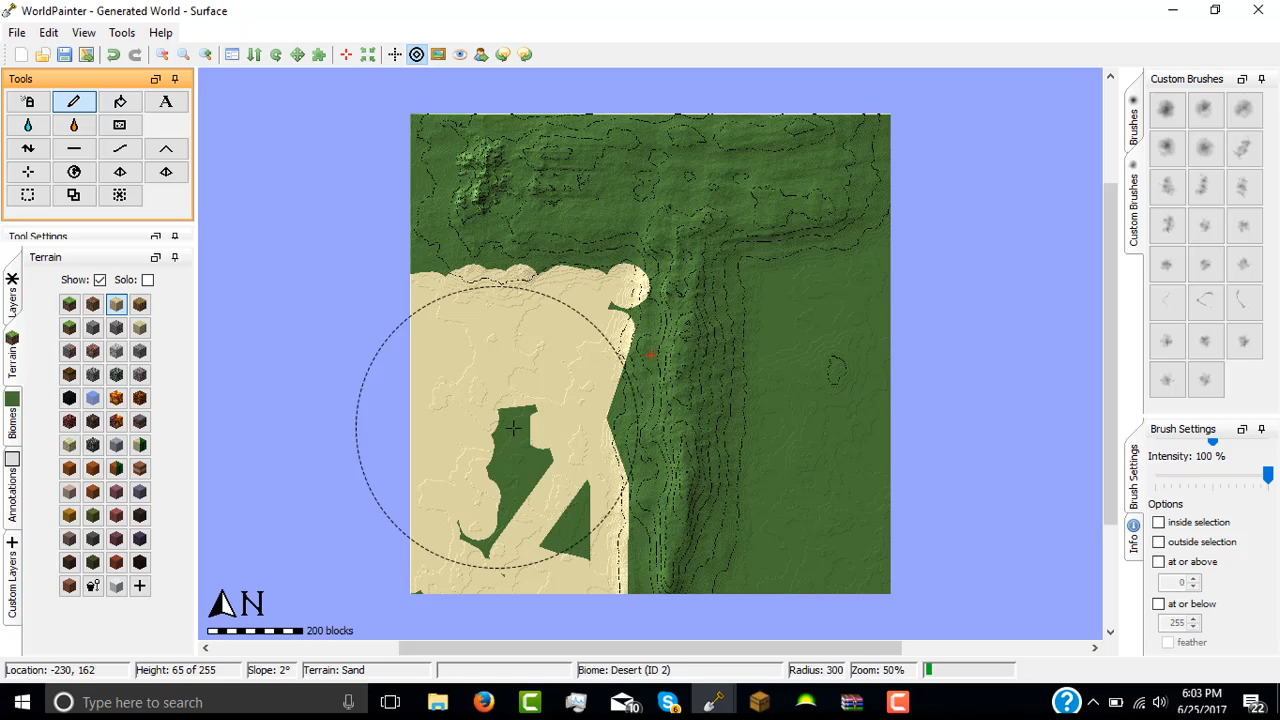 WorldPainter - Generated World - Surface
File Edit View Tools Help
Tools
Custom Brushes
A
Tool Settings
Terrain
Show: Solo:
Layers
Terrain
Biomes
Annotations
Custom Layers
Brushes
Custom Brushes
Brush Settings
Info
Brush Settings
Intensity: 100 %
Options
inside selection
outside selection
at or above
0
at or below
255
feather
N
200 blocks
Location: -230, 162 Height: 65 of 255 Slope: 2° Terrain: Sand Biome: Desert (ID 2) Radius: 300 Zoom: 50%
Type here to search
10
6
6:03 PM
6/25/2017
22